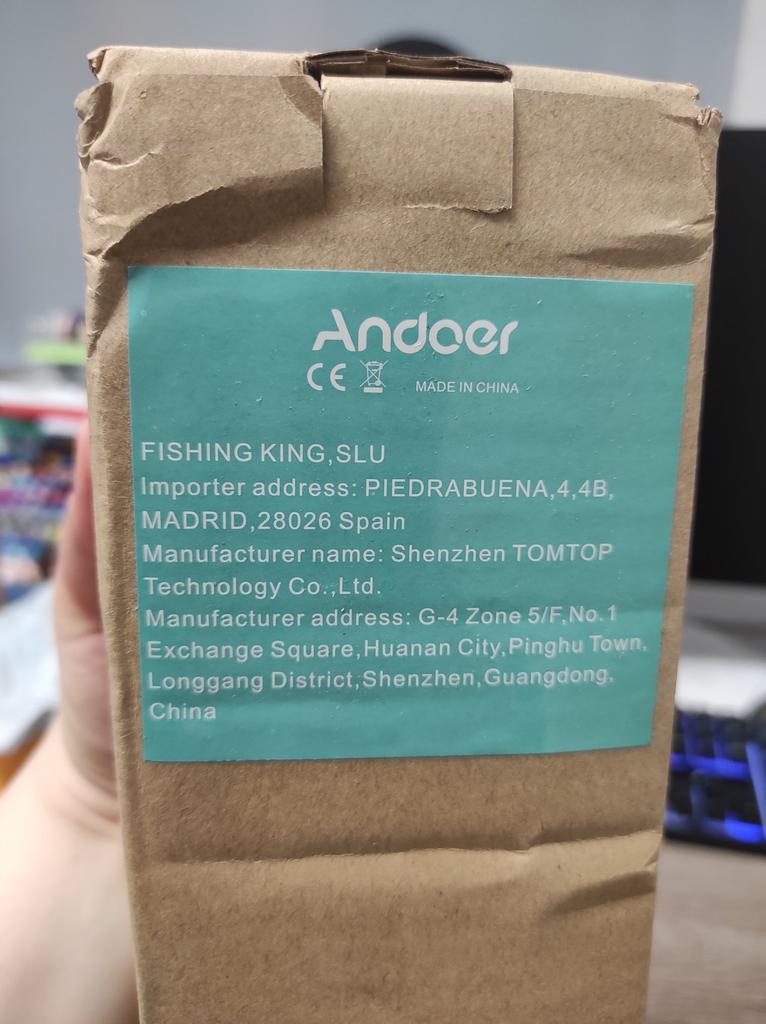 Andoer
CE
MADE IN CHINA
FISHING KING,SLU
Importer address: PIEDRABUENA,4,4B,
MADRID,28026 Spain
Manufacturer name: Shenzhen TOMTOP
Technology Co.,Ltd.
Manufacturer address: G-4 Zone 5/F,No.1
Exchange Square,Huanan City,Pinghu Town,
Longgang District,Shenzhen,Guangdong,
China